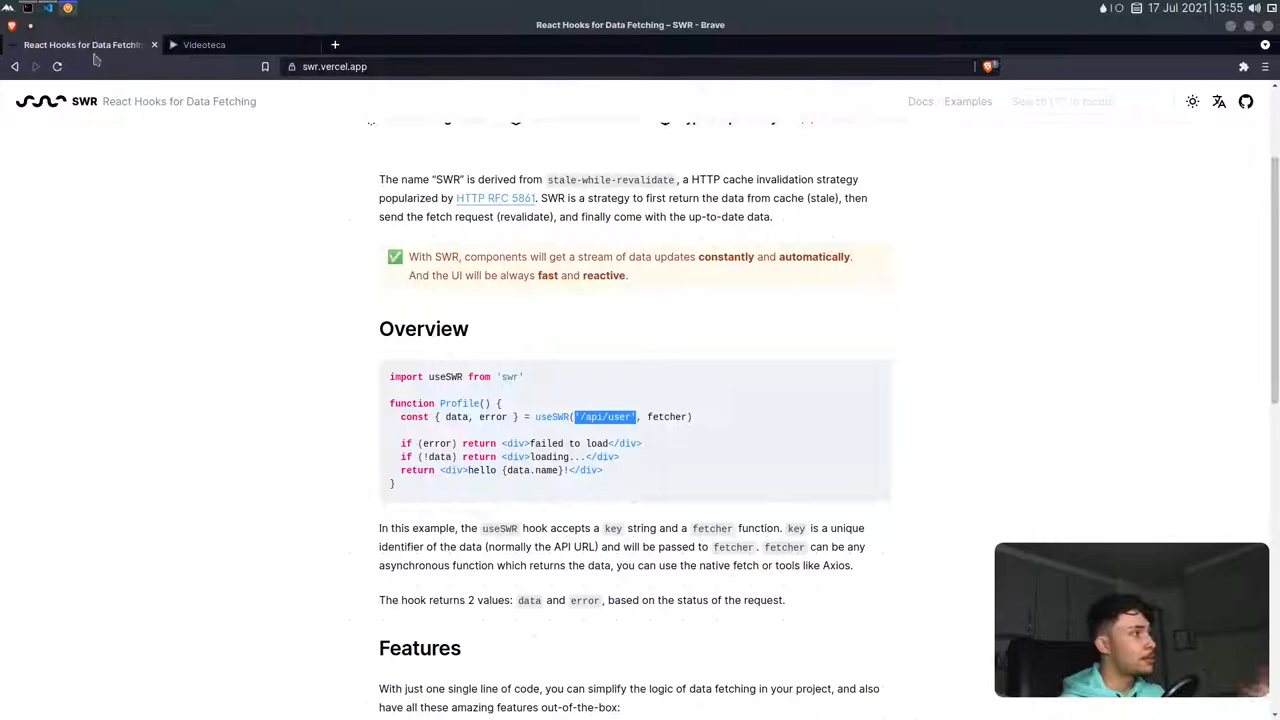 17 Jul 2021 13:55
React Hooks for Data Fetching – SWR - Brave
React Hooks for Data Fetchin
Videoteca
swr.vercel.app
SWR React Hooks for Data Fetching
Docs Examples
The name “SWR” is derived from stale-while-revalidate, a HTTP cache invalidation strategy
popularized by HTTP RFC 5861. SWR is a strategy to first return the data from cache (stale), then
send the fetch request (revalidate), and finally come with the up-to-date data.
With SWR, components will get a stream of data updates constantly and automatically.
And the UI will be always fast and reactive.
Overview
import useSWR from 'swr'
function Profile() {
const { data, error } = useSWR('/api/user', fetcher)
if (error) return <div>failed to load</div>
if (!data) return <div>loading...</div>
return <div>hello {data.name}!</div>
}
In this example, the useSWR hook accepts a key string and a fetcher function. key is a unique
identifier of the data (normally the API URL) and will be passed to fetcher. fetcher can be any
asynchronous function which returns the data, you can use the native fetch or tools like Axios.
The hook returns 2 values: data and error, based on the status of the request.
Features
With just one single line of code, you can simplify the logic of data fetching in your project, and also
have all these amazing features out-of-the-box: